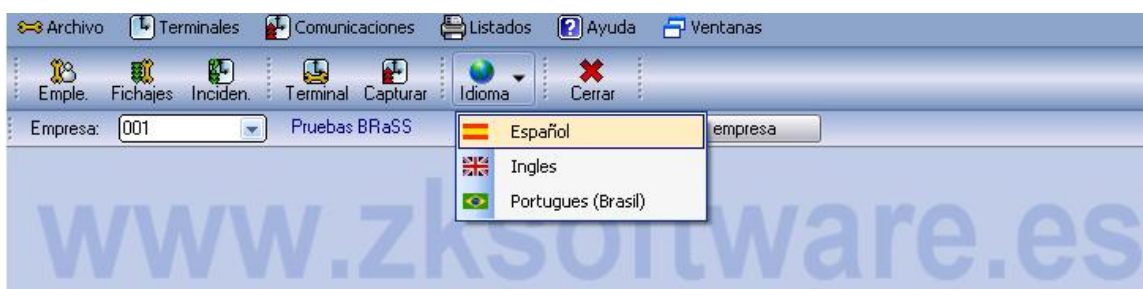 Archivo Terminales Comunicaciones Listados Ayuda Ventanas
Emple. Fichajes Inciden. Terminal Capturar Idioma Cerrar
Empresa: 001 Pruebas BRaSS empresa
Español
Ingles
Portugues (Brasil)
www.zksoftware.es